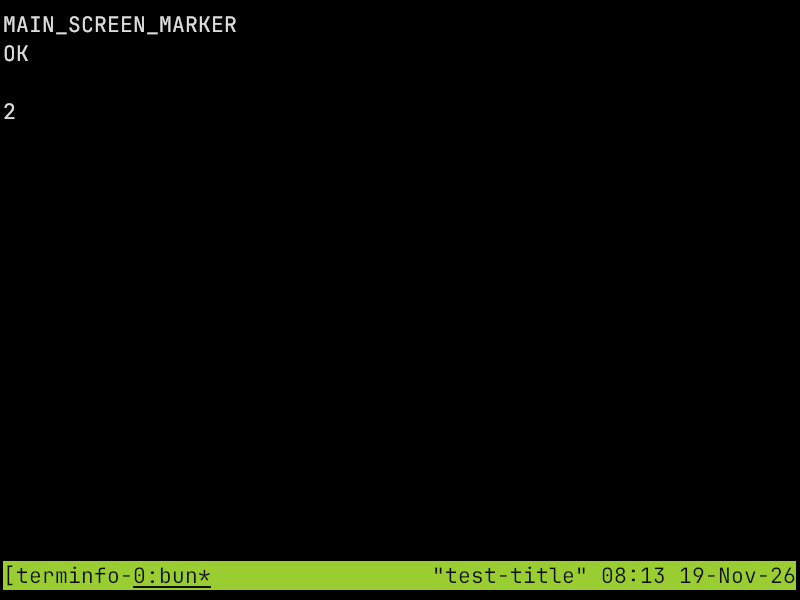 MAIN_SCREEN_MARKER
OK
2
[terminfo-0:bun* "test-title" 08:13 19-Nov-26